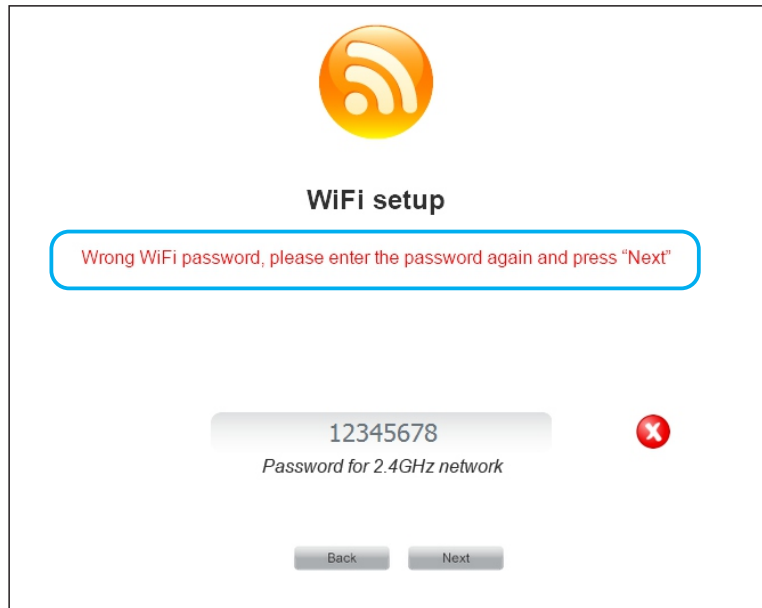 WiFi setup
Wrong WiFi password, please enter the password again and press “Next”
12345678
Password for 2.4GHz network
Back Next